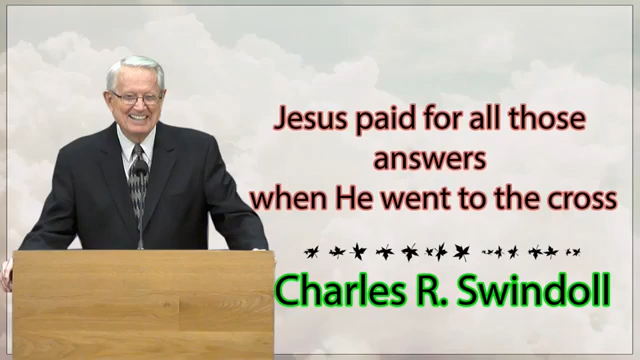 Jesus paid for all those
answers
when He went to the cross
Charles R. Swindoll